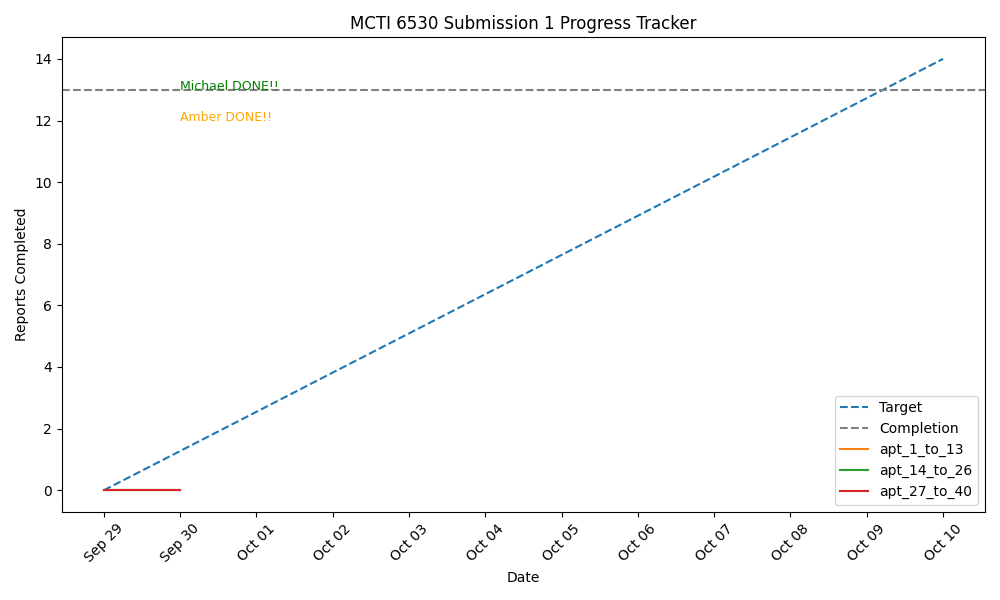 MCTI 6530 Submission 1 Progress Tracker
14
12
10
8
6
4
2
0
Reports Completed
Michael DONE!!
Amber DONE!!
Target
Completion
apt_1_to_13
apt_14_to_26
apt_27_to_40
Sep 29
Sep 30
Oct 01
Oct 02
Oct 03
Oct 04
Oct 05
Oct 06
Oct 07
Oct 08
Oct 09
Oct 10
Date